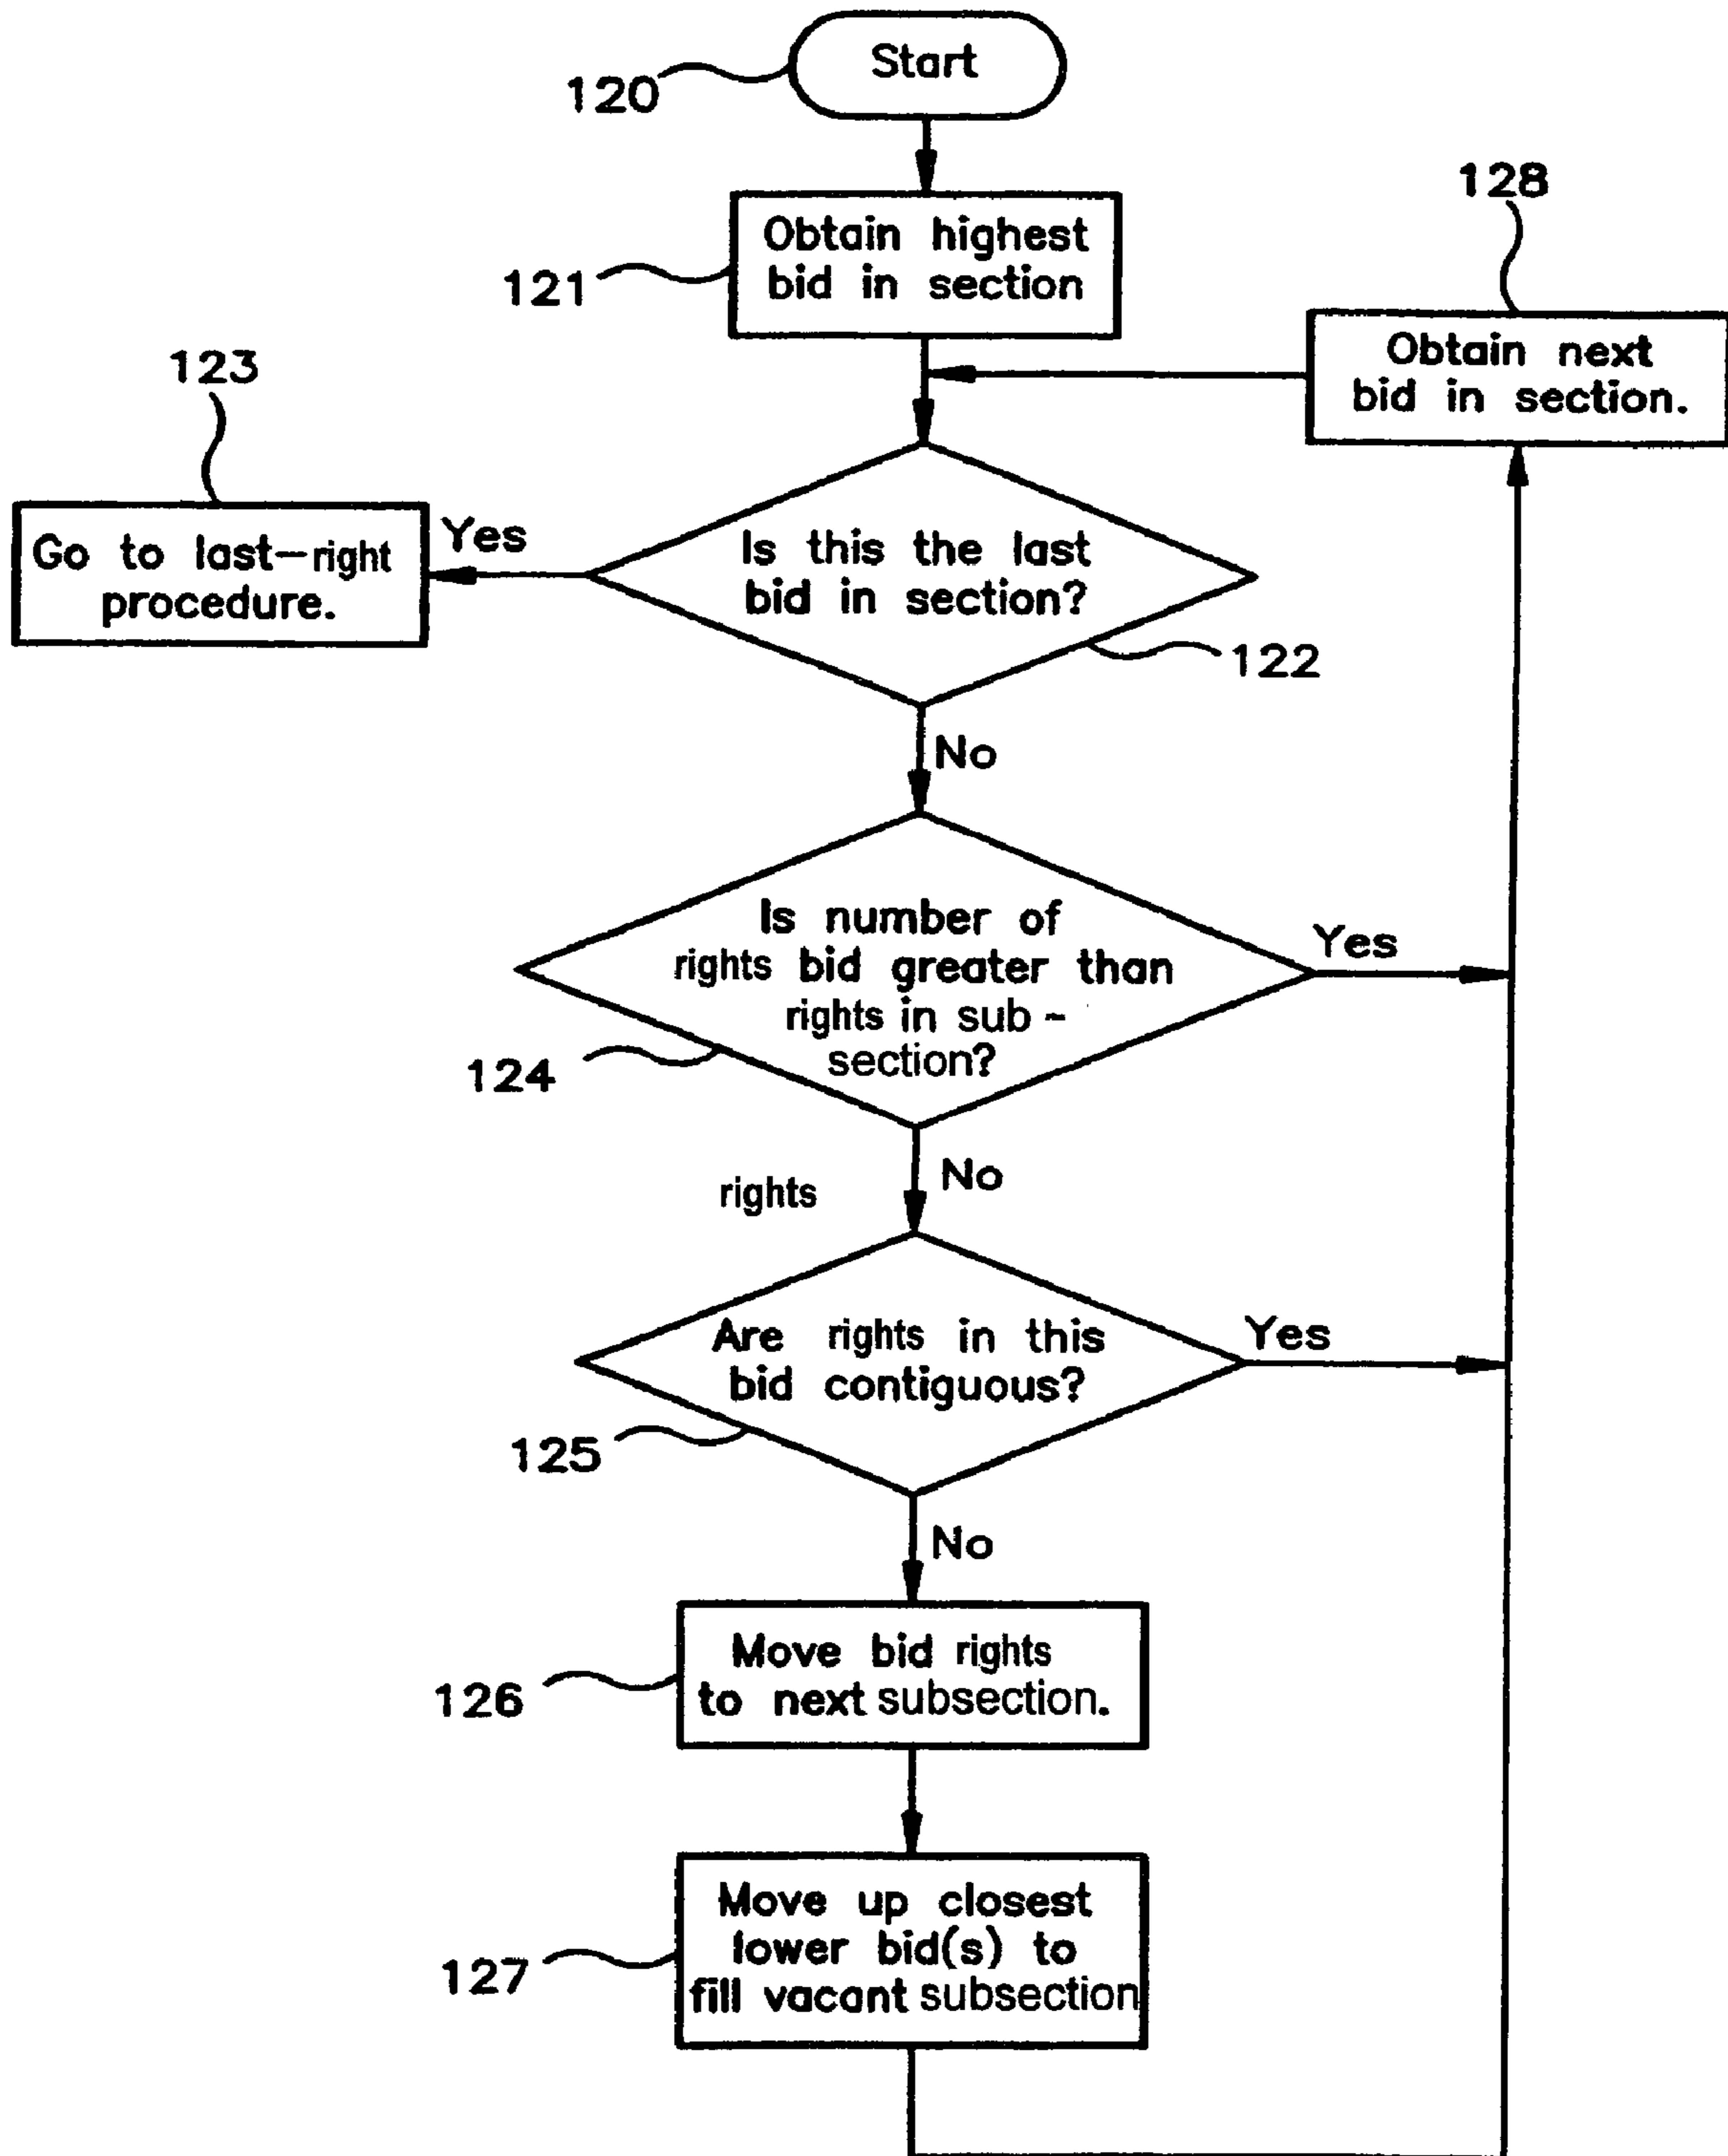 Start
120
Obtain highest
bid in section
121
128
Obtain next
bid in section.
123
Go to last-right
procedure.
Yes
Is this the last
bid in section?
122
No
Is number of
rights bid greater than
rights in sub-
section?
Yes
124
No
rights
Are rights in this
bid contiguous?
Yes
125
No
Move bid rights
to next subsection.
126
Move up closest
lower bid(s) to
fill vacant subsection
127